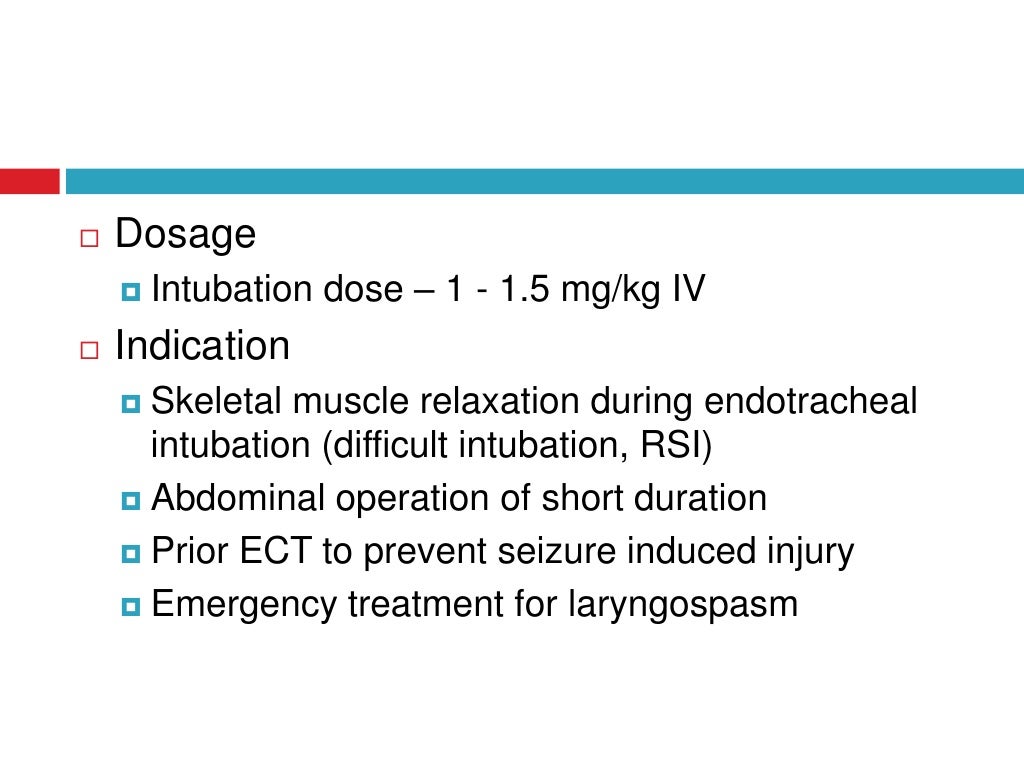 Dosage
Intubation dose – 1 - 1.5 mg/kg IV
Indication
Skeletal muscle relaxation during endotracheal
intubation (difficult intubation, RSI)
Abdominal operation of short duration
Prior ECT to prevent seizure induced injury
Emergency treatment for laryngospasm